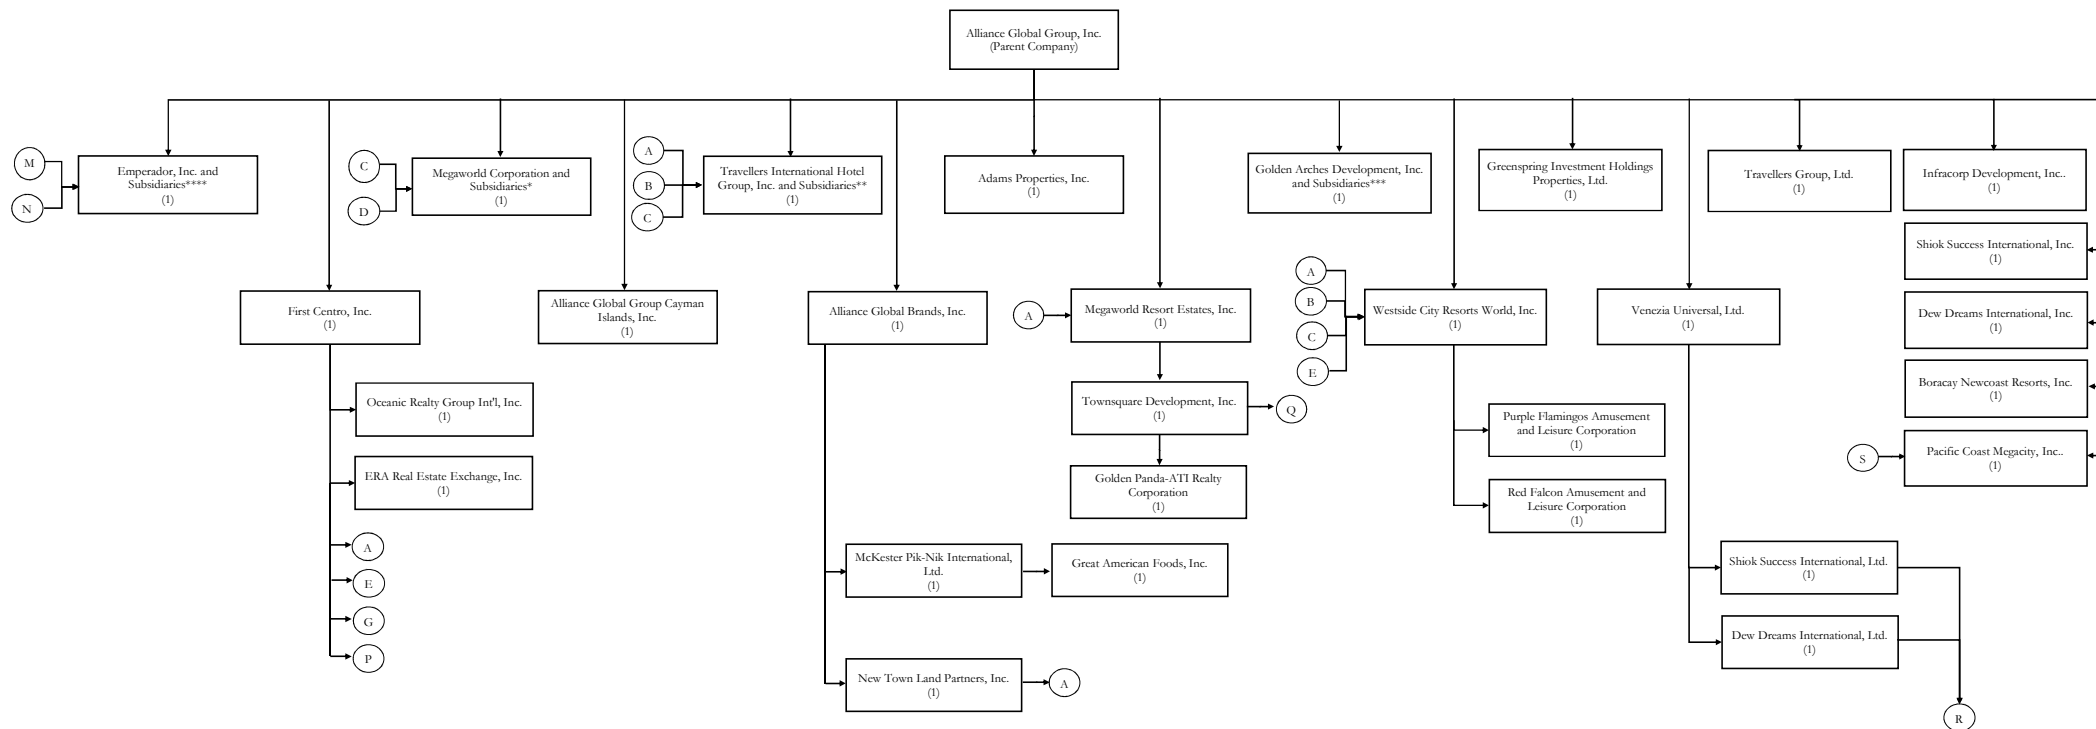 Alliance Global Group, Inc.
(Parent Company)
M
N
Emperador, Inc. and
Subsidiaries****
(1)
C
D
Megaworld Corporation and
Subsidiaries*
(1)
A
B
C
Travellers International Hotel
Group, Inc. and Subsidiaries**
(1)
Adams Properties, Inc.
(1)
Golden Arches Development, Inc.
and Subsidiaries***
(1)
Greenspring Investment Holdings
Properties, Ltd.
(1)
Travellers Group, Ltd.
(1)
Infracorp Development, Inc..
(1)
Shiok Success International, Inc.
(1)
Dew Dreams International, Inc.
(1)
Boracay Newcoast Resorts, Inc.
(1)
S
Pacific Coast Megacity, Inc..
(1)
First Centro, Inc.
(1)
Alliance Global Group Cayman
Islands, Inc.
(1)
Alliance Global Brands, Inc.
(1)
A
Megaworld Resort Estates, Inc.
(1)
A
B
C
E
Westside City Resorts World, Inc.
(1)
Venezia Universal, Ltd.
(1)
Oceanic Realty Group Int'l, Inc.
(1)
ERA Real Estate Exchange, Inc.
(1)
A
E
G
P
Townsquare Development, Inc.
(1)
Q
Golden Panda-ATI Realty
Corporation
(1)
Purple Flamingos Amusement
and Leisure Corporation
(1)
Red Falcon Amusement and
Leisure Corporation
(1)
McKester Pik-Nik International,
Ltd.
(1)
Great American Foods, Inc.
(1)
New Town Land Partners, Inc.
(1)
A
Shiok Success International, Ltd.
(1)
Dew Dreams International, Ltd.
(1)
R